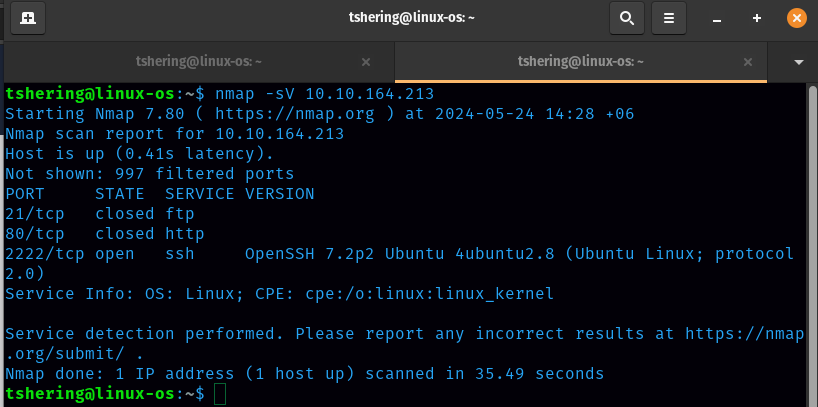 tshering@linux-os: ~
tshering@linux-os: ~
tshering@linux-os: ~
tshering@linux-os:~$ nmap -sV 10.10.164.213
Starting Nmap 7.80 ( https://nmap.org ) at 2024-05-24 14:28 +06
Nmap scan report for 10.10.164.213
Host is up (0.41s latency).
Not shown: 997 filtered ports
PORT     STATE  SERVICE VERSION
21/tcp   closed ftp
80/tcp   closed http
2222/tcp open   ssh     OpenSSH 7.2p2 Ubuntu 4ubuntu2.8 (Ubuntu Linux; protocol
2.0)
Service Info: OS: Linux; CPE: cpe:/o:linux:linux_kernel
Service detection performed. Please report any incorrect results at https://nmap
.org/submit/ .
Nmap done: 1 IP address (1 host up) scanned in 35.49 seconds
tshering@linux-os:~$